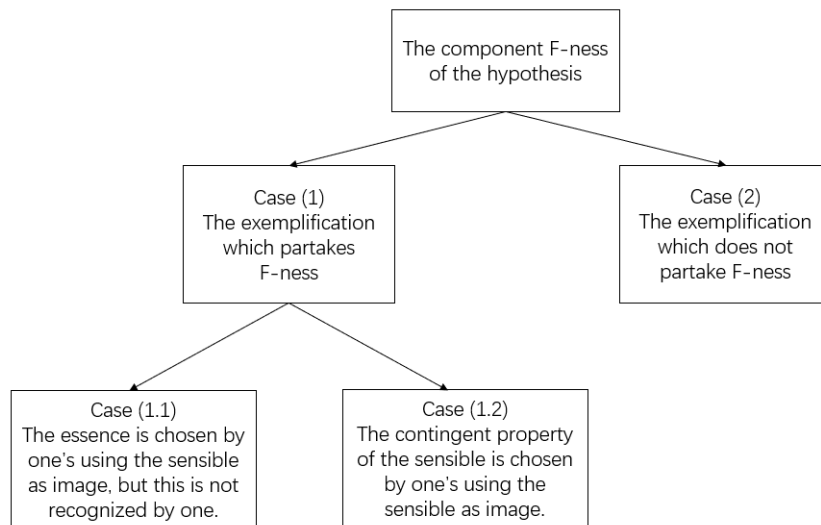 The component F-ness
of the hypothesis
Case (1)
The exemplification
which partakes
F-ness
Case (2)
The exemplification
which does not
partake F-ness
Case (1.1)
The essence is chosen by
one's using the sensible
as image, but this is not
recognized by one.
Case (1.2)
The contingent property
of the sensible is chosen
by one's using the
sensible as image.